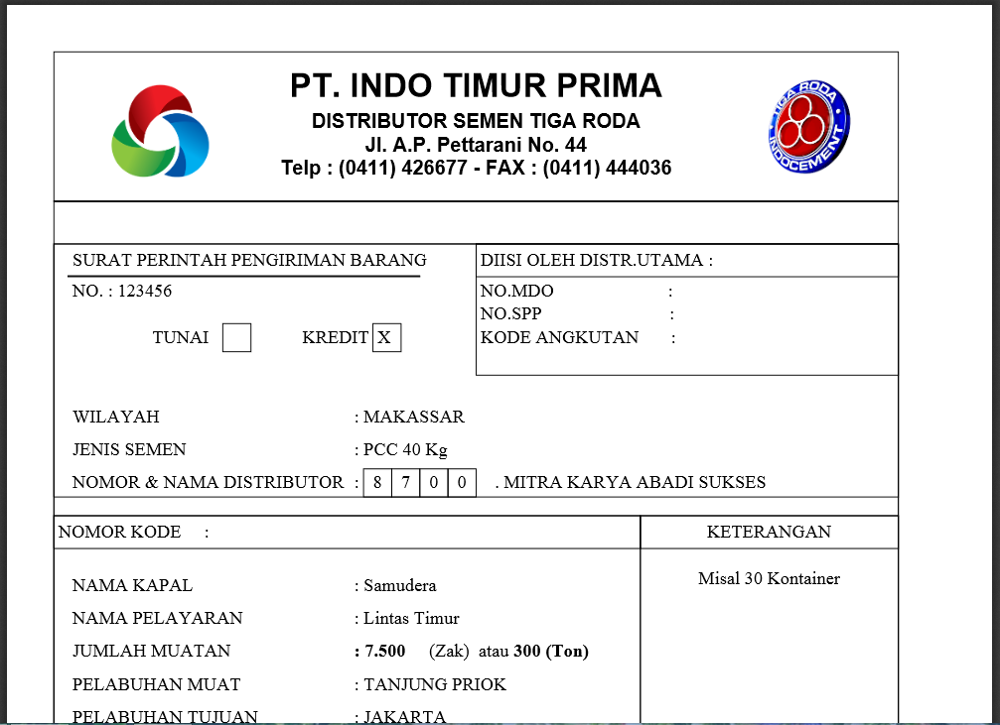 PT. INDO TIMUR PRIMA
DISTRIBUTOR SEMEN TIGA RODA
Jl. A.P. Pettarani No. 44
Telp : (0411) 426677 - FAX : (0411) 444036
TIGA RODA
INDOCEMENT
SURAT PERINTAH PENGIRIMAN BARANG
NO. : 123456
TUNAI KREDIT X
DIISI OLEH DISTR.UTAMA :
NO.MDO :
NO.SPP :
KODE ANGKUTAN :
WILAYAH : MAKASSAR
JENIS SEMEN : PCC 40 Kg
NOMOR & NAMA DISTRIBUTOR : 8 7 0 0 . MITRA KARYA ABADI SUKSES
NOMOR KODE :
KETERANGAN
Misal 30 Kontainer
NAMA KAPAL : Samudera
NAMA PELAYARAN : Lintas Timur
JUMLAH MUATAN : 7.500 (Zak) atau 300 (Ton)
PELABUHAN MUAT : TANJUNG PRIOK
PELABUHAN TUJUAN : JAKARTA